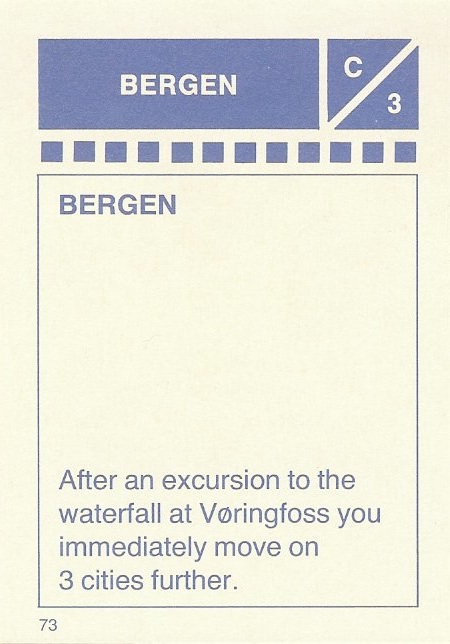 BERGEN
C
3
BERGEN
After an excursion to the
waterfall at Vøringfoss you
immediately move on
3 cities further.
73